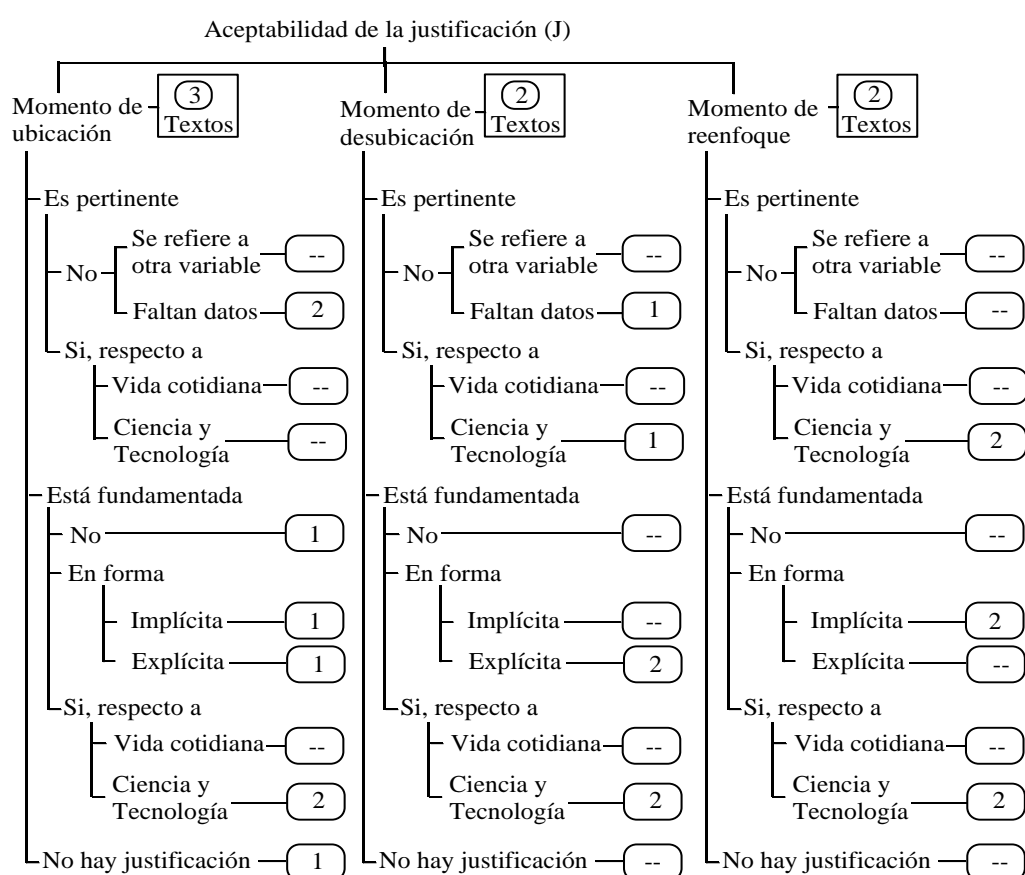 Aceptabilidad de la justificación (J)
Momento de
ubicación
3
Textos
Es pertinente
No
Se refiere a
otra variable
--
Faltan datos
2
Si, respecto a
Vida cotidiana
--
Ciencia y
Tecnología
--
Está fundamentada
No
1
En forma
Implícita
1
Explícita
1
Si, respecto a
Vida cotidiana
--
Ciencia y
Tecnología
2
No hay justificación
1
Momento de
desubicación
2
Textos
Es pertinente
No
Se refiere a
otra variable
--
Faltan datos
1
Si, respecto a
Vida cotidiana
--
Ciencia y
Tecnología
1
Está fundamentada
No
--
En forma
Implícita
--
Explícita
2
Si, respecto a
Vida cotidiana
--
Ciencia y
Tecnología
2
No hay justificación
--
Momento de
reenfoque
2
Textos
Es pertinente
No
Se refiere a
otra variable
--
Faltan datos
--
Si, respecto a
Vida cotidiana
--
Ciencia y
Tecnología
2
Está fundamentada
No
--
En forma
Implícita
2
Explícita
--
Si, respecto a
Vida cotidiana
--
Ciencia y
Tecnología
2
No hay justificación
--